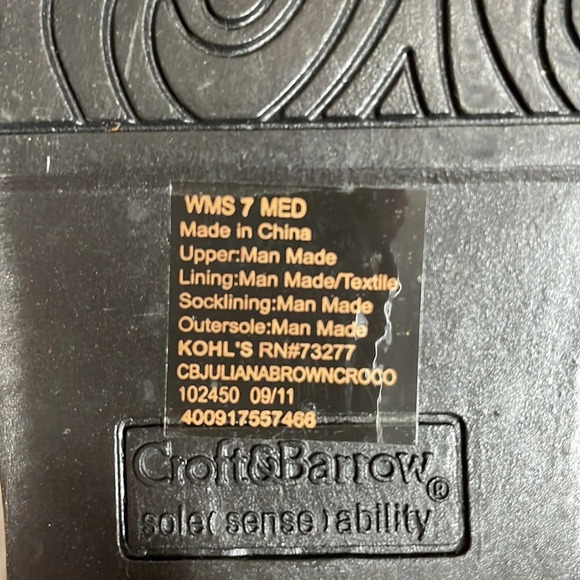 WMS 7 MED
Made in China
Upper:Man Made
Lining:Man Made/Textile
Socklining:Man Made
Outersole:Man Made
KOHL'S RN#73277
CBJULIANABROWNCROCO
102450 09/11
400917557466
Croft&Barrow®
sole(sense)ability